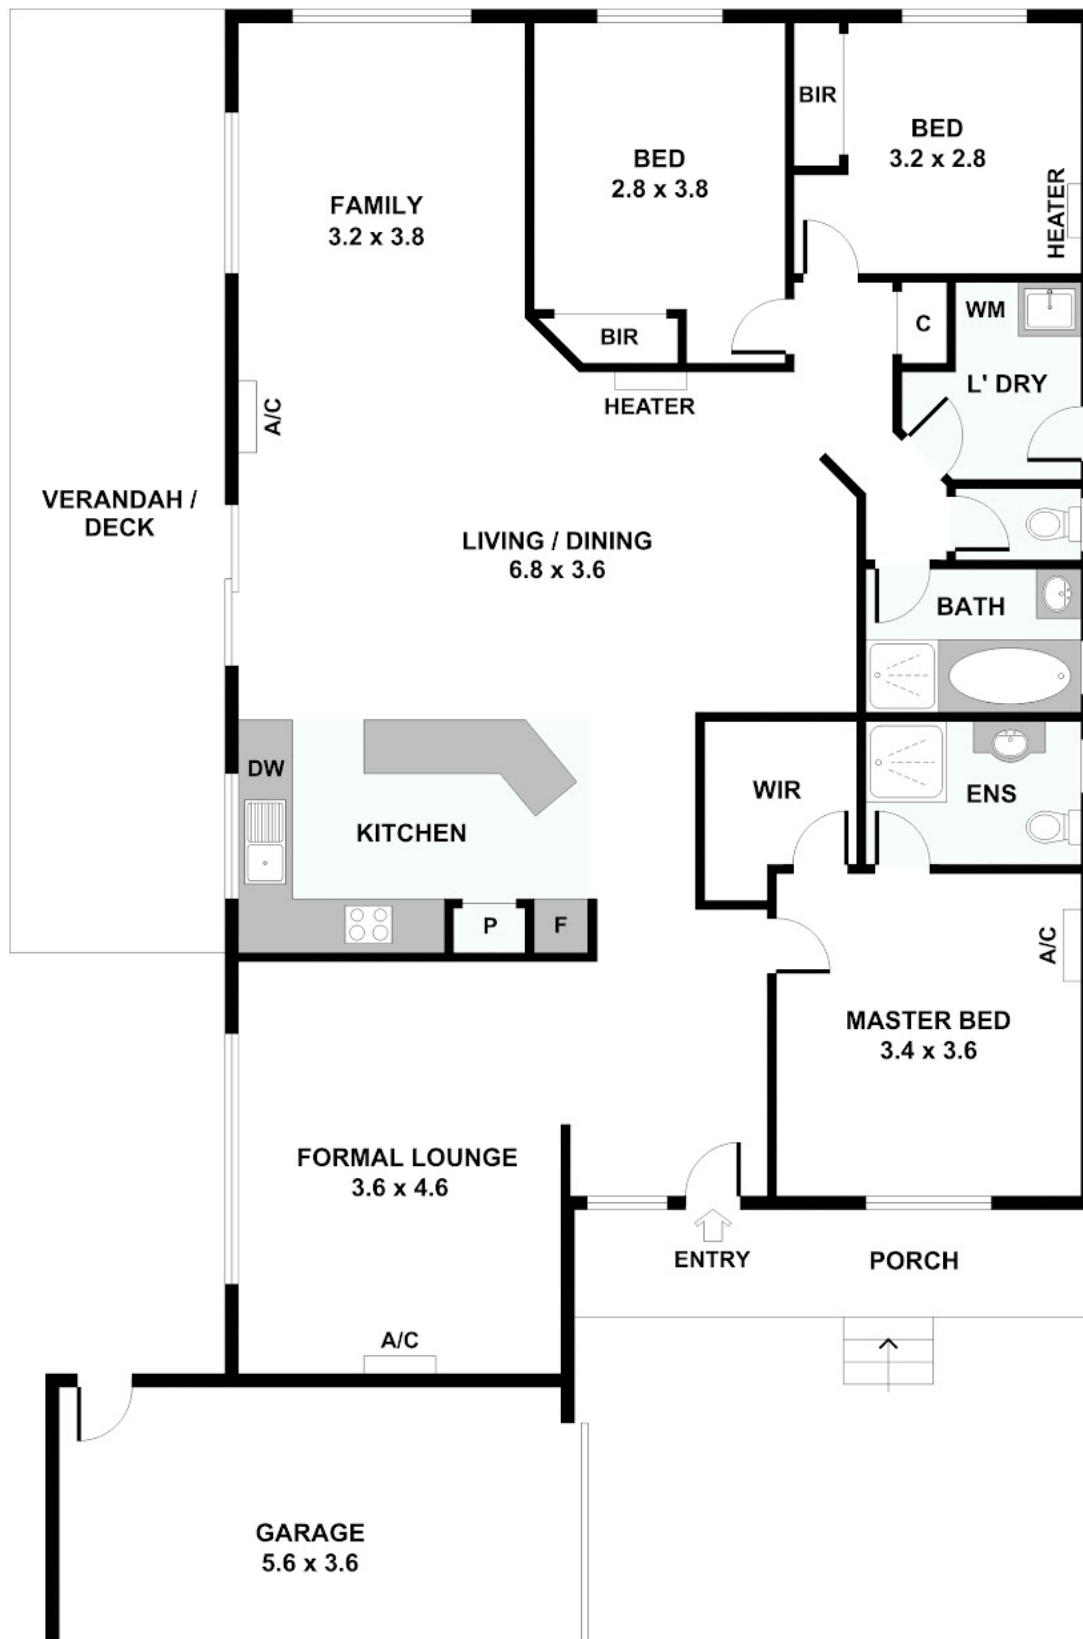 BIR
BED
3.2 x 2.8
BED
2.8 x 3.8
HEATER
FAMILY
3.2 x 3.8
WM
C
BIR
L' DRY
HEATER
A/C
VERANDAH /
DECK
LIVING / DINING
6.8 x 3.6
BATH
DW
WIR
ENS
KITCHEN
P
F
A/C
MASTER BED
3.4 x 3.6
FORMAL LOUNGE
3.6 x 4.6
ENTRY
PORCH
A/C
GARAGE
5.6 x 3.6